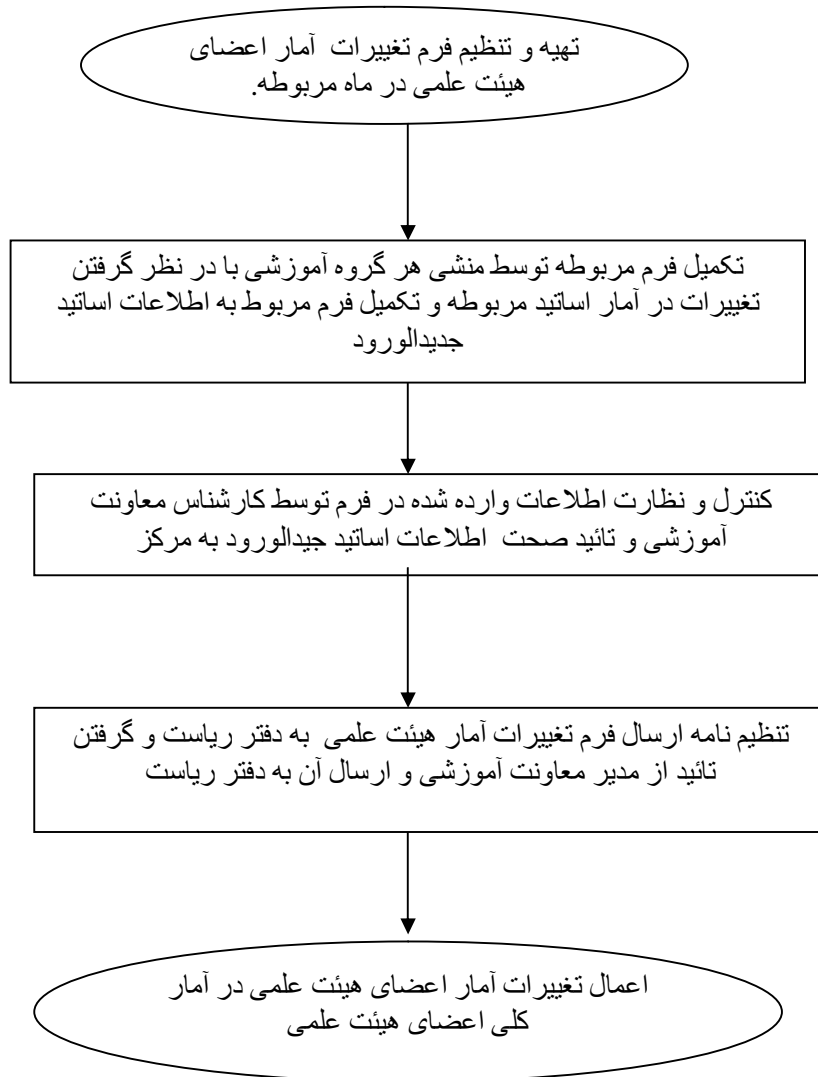 تهیه و تنظیم فرم تغییرات آمار اعضای
هیئت علمی در ماه مربوطه.
تکمیل فرم مربوطه توسط منشی هر گروه آموزشی با در نظر گرفتن
تغییرات در آمار اساتید مربوطه و تکمیل فرم مربوط به اطلاعات اساتید
جدیدالورود
کنترل و نظارت اطلاعات وارده شده در فرم توسط کارشناس معاونت
آموزشی و تائید صحت اطلاعات اساتید جیدالورود به مرکز
تنظیم نامه ارسال فرم تغییرات آمار هیئت علمی به دفتر ریاست و گرفتن
تائید از مدیر معاونت آموزشی و ارسال آن به دفتر ریاست
اعمال تغییرات آمار اعضای هیئت علمی در آمار
کلی اعضای هیئت علمی